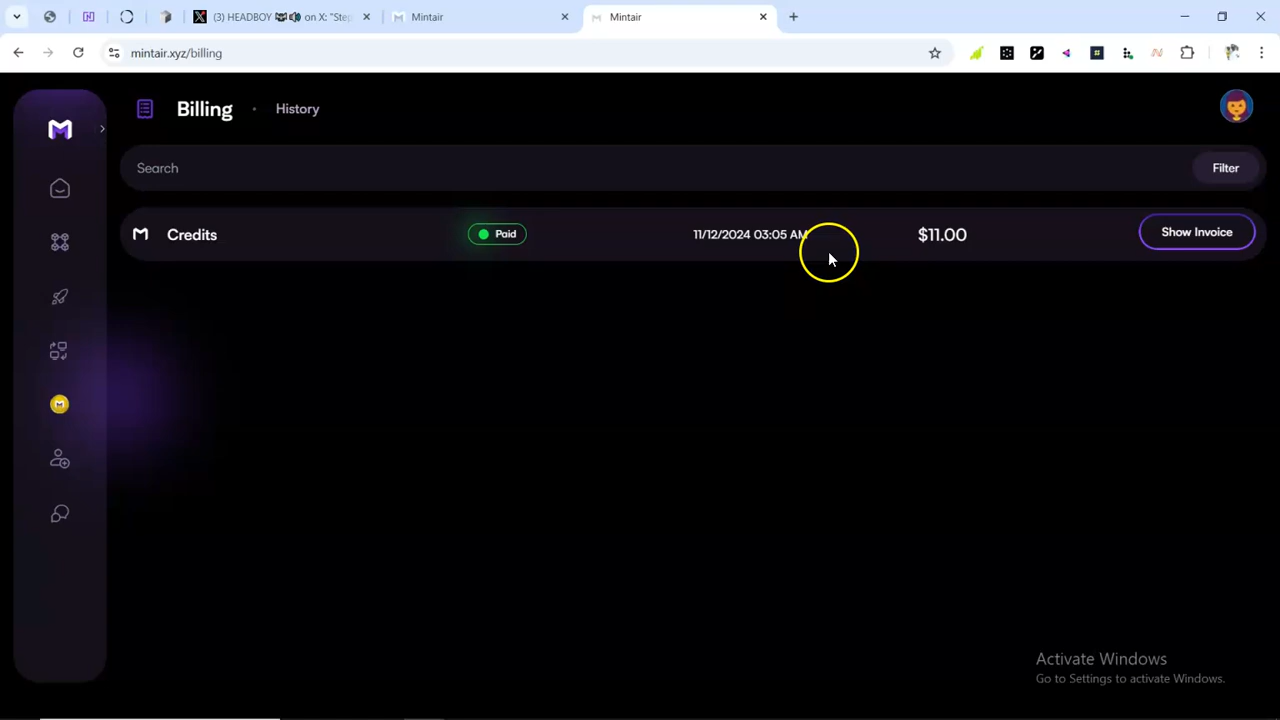 (3) HEADBOY 🐱🔊 on X: "Step
Mintair
Mintair
mintair.xyz/billing
Billing
History
Search
Filter
Credits
Paid
11/12/2024 03:05 AM
$11.00
Show Invoice
Activate Windows
Go to Settings to activate Windows.